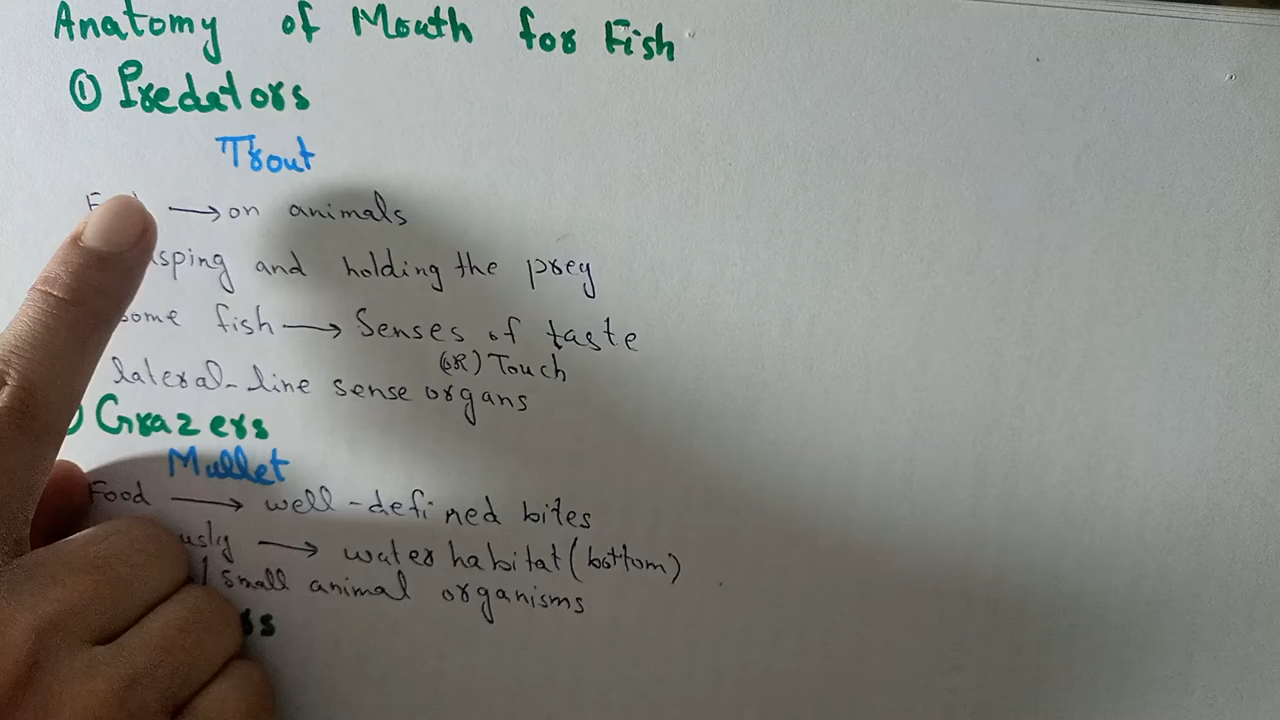 Anatomy of Mouth for Fish
① Predators
Trout
→ on animals
and holding the prey
some fish → Senses of taste
(OR) Touch
lateral-line sense organs
Grazers
Mullet
Food → well-defined bites
→ water habitat (bottom)
/ small animal organisms